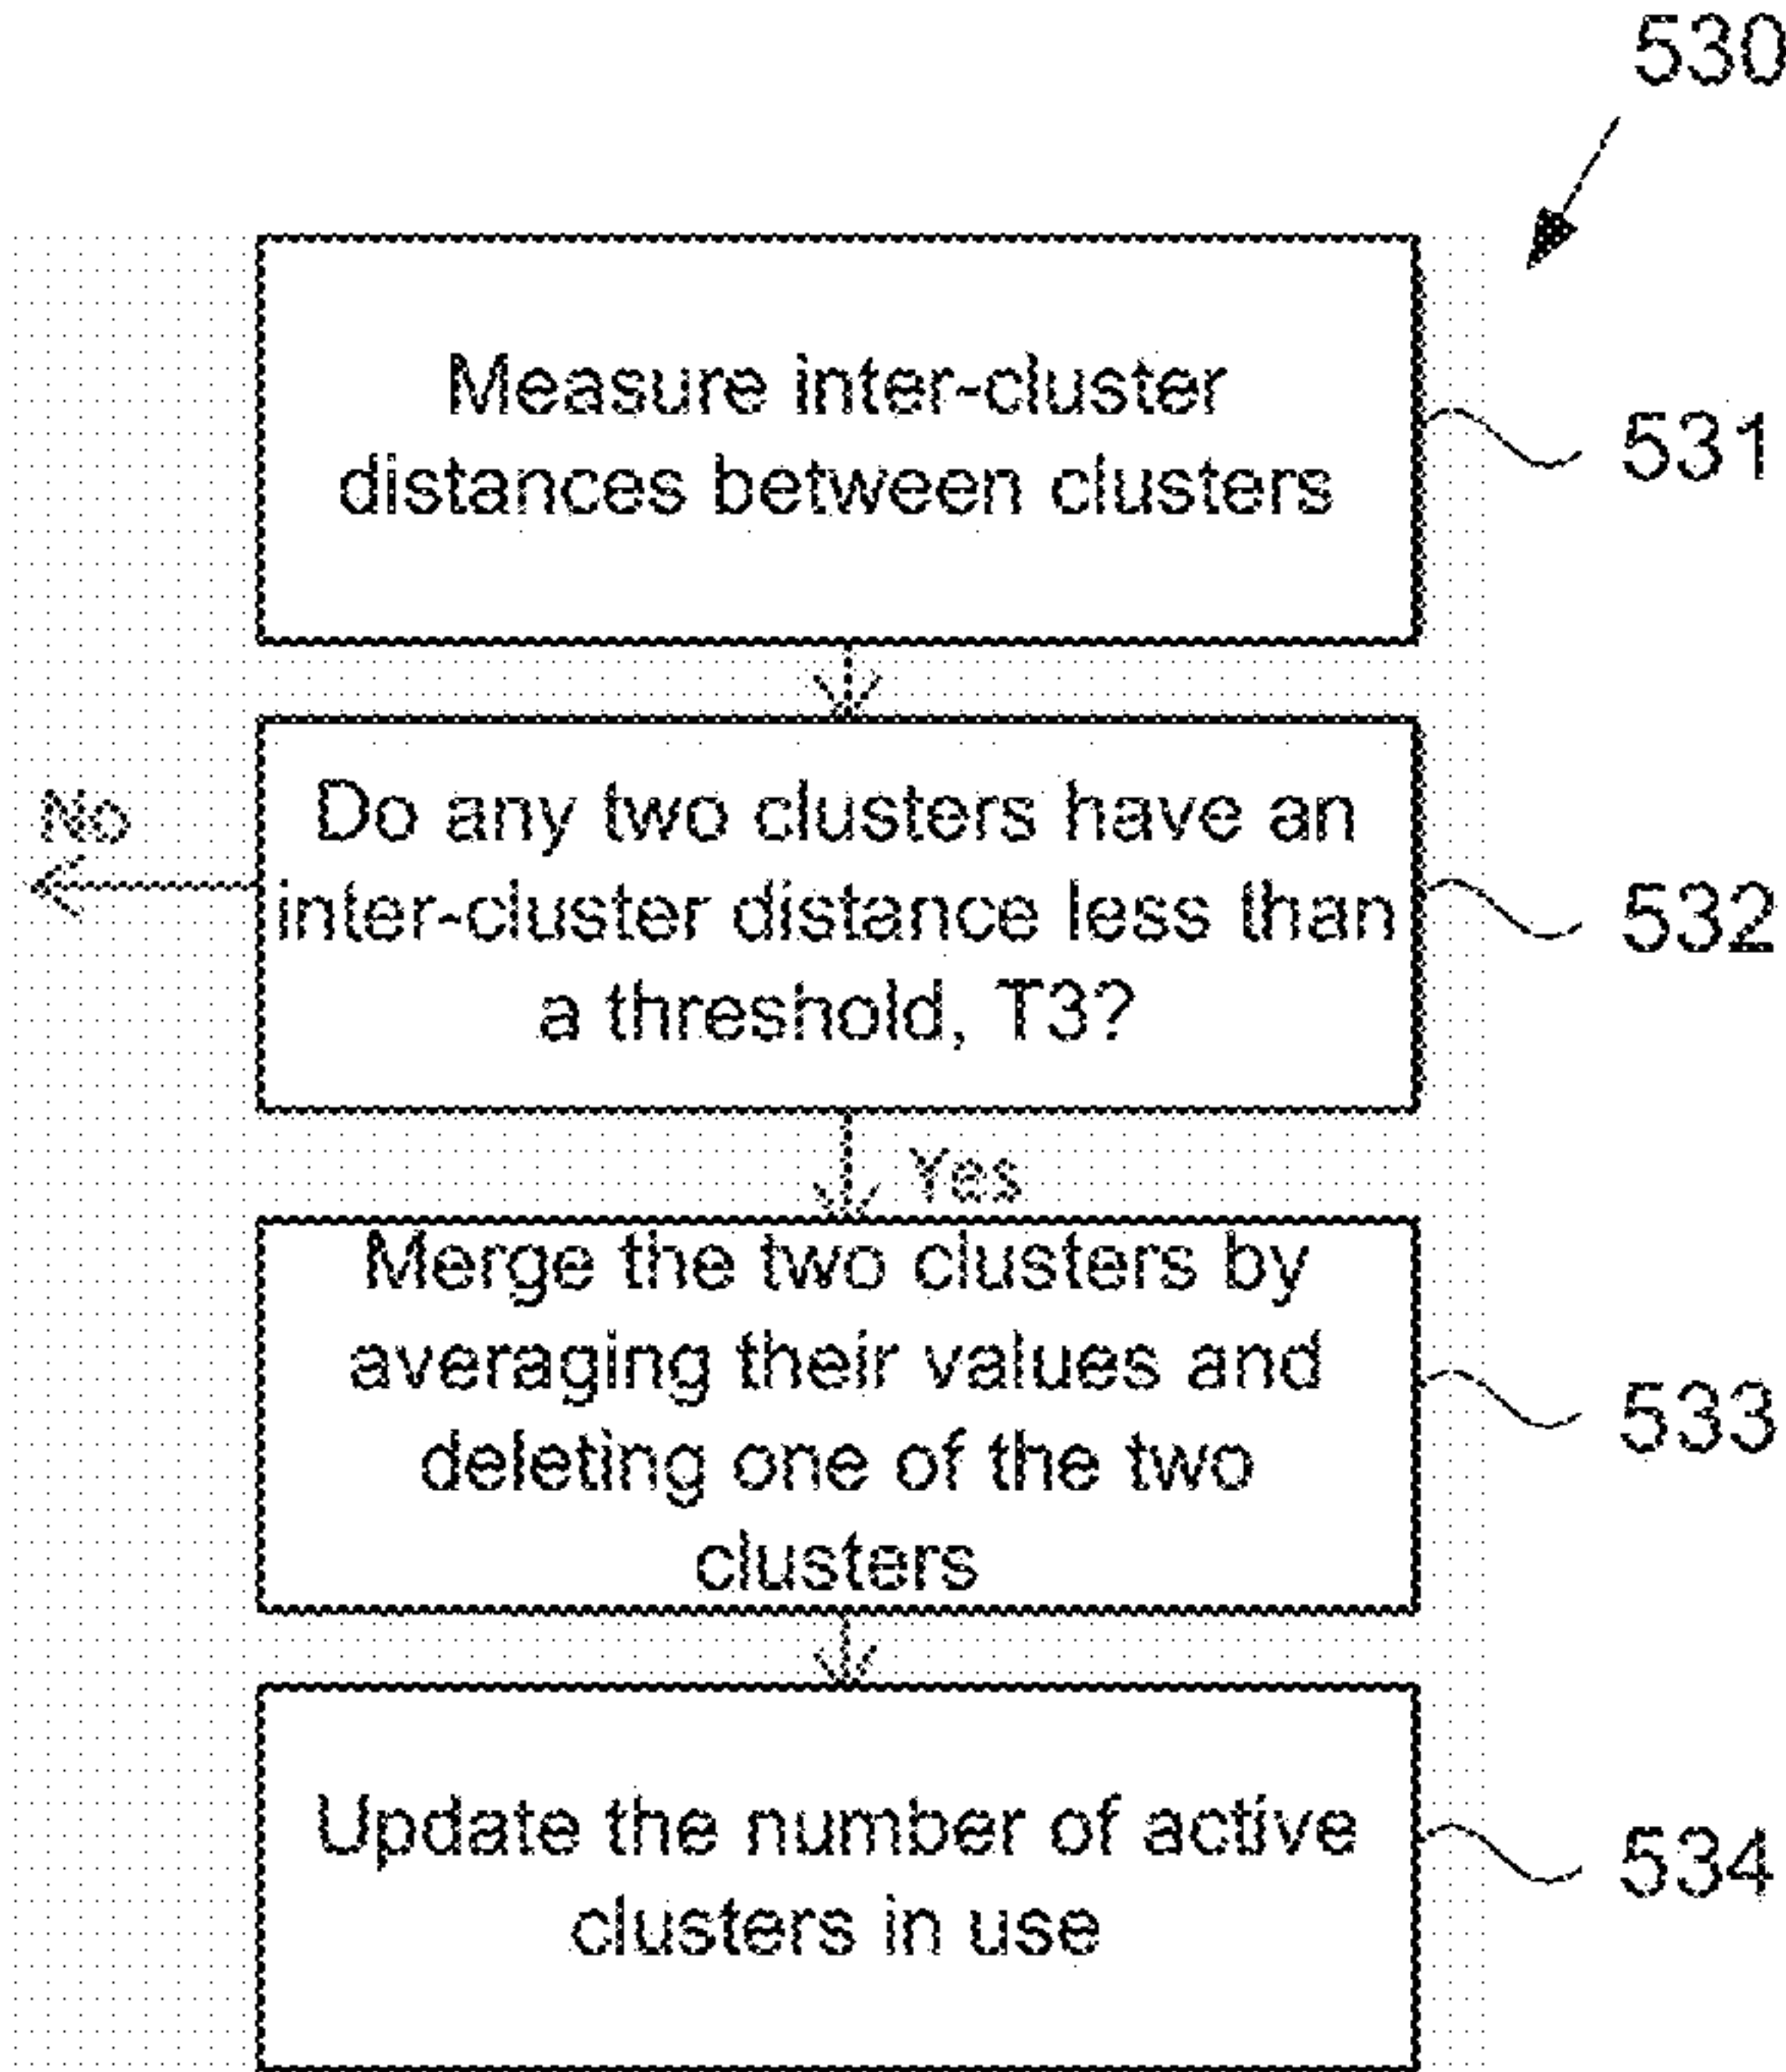 530
Measure inter-cluster
distances between clusters
531
No
Do any two clusters have an
inter-cluster distance less than
a threshold, T3?
532
Yes
Merge the two clusters by
averaging their values and
deleting one of the two
clusters
533
Update the number of active
clusters in use
534